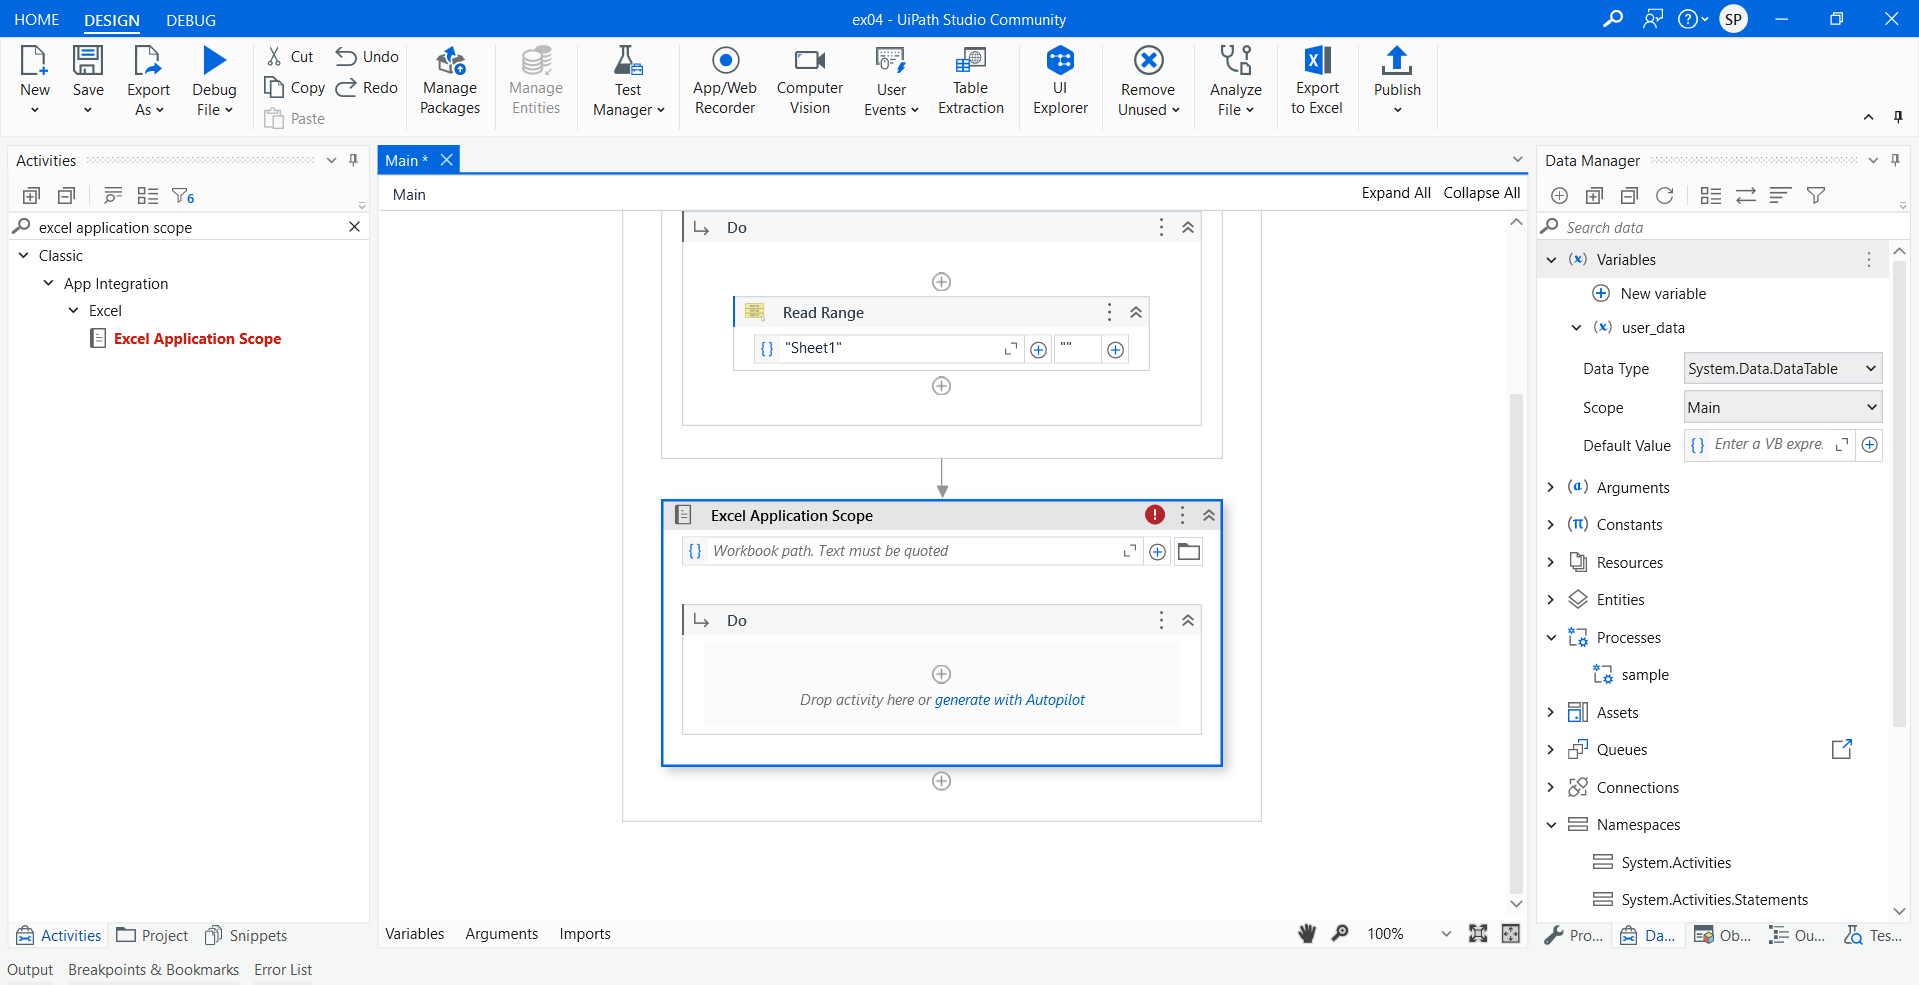 HOME DESIGN DEBUG
ex04 - UiPath Studio Community
SP
New
Save
Export As
Debug File
Cut
Copy
Paste
Undo
Redo
Manage Packages
Manage Entities
Test Manager
App/Web Recorder
Computer Vision
User Events
Table Extraction
UI Explorer
Remove Unused
Analyze File
Export to Excel
Publish
Activities
6
excel application scope
Classic
App Integration
Excel
Excel Application Scope
Activities
Project
Snippets
Main *
Main
Expand All
Collapse All
Do
Read Range
"Sheet1"
""
Excel Application Scope
Workbook path. Text must be quoted
Do
Drop activity here or generate with Autopilot
Variables
Arguments
Imports
100%
Data Manager
Search data
Variables
New variable
user_data
Data Type
System.Data.DataTable
Scope
Main
Default Value
Enter a VB expre.
Arguments
Constants
Resources
Entities
Processes
sample
Assets
Queues
Connections
Namespaces
System.Activities
System.Activities.Statements
Pro...
Da...
Ob...
Ou...
Tes...
Output
Breakpoints & Bookmarks
Error List